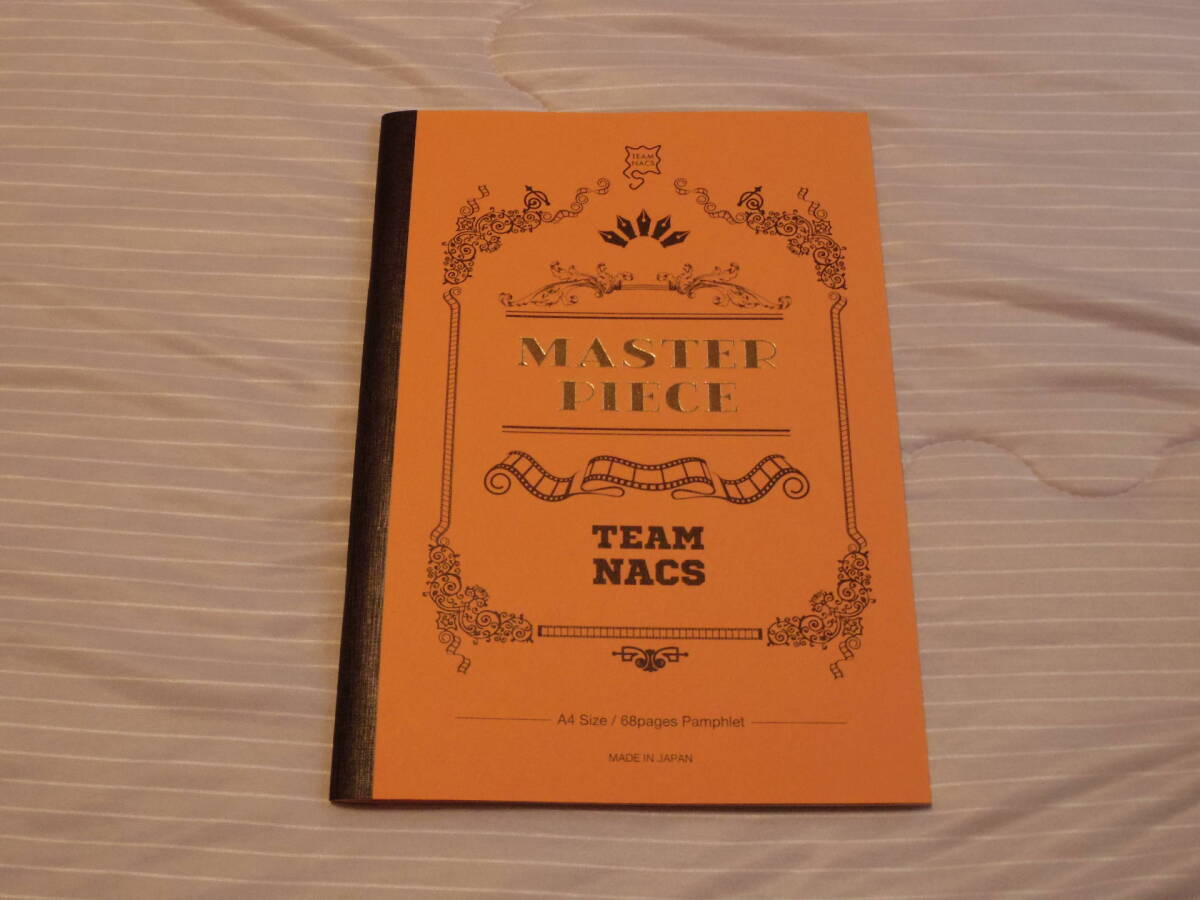 TEAM
NACS
MASTER
PIECE
TEAM
NACS
A4 Size / 68pages Pamphlet
MADE IN JAPAN